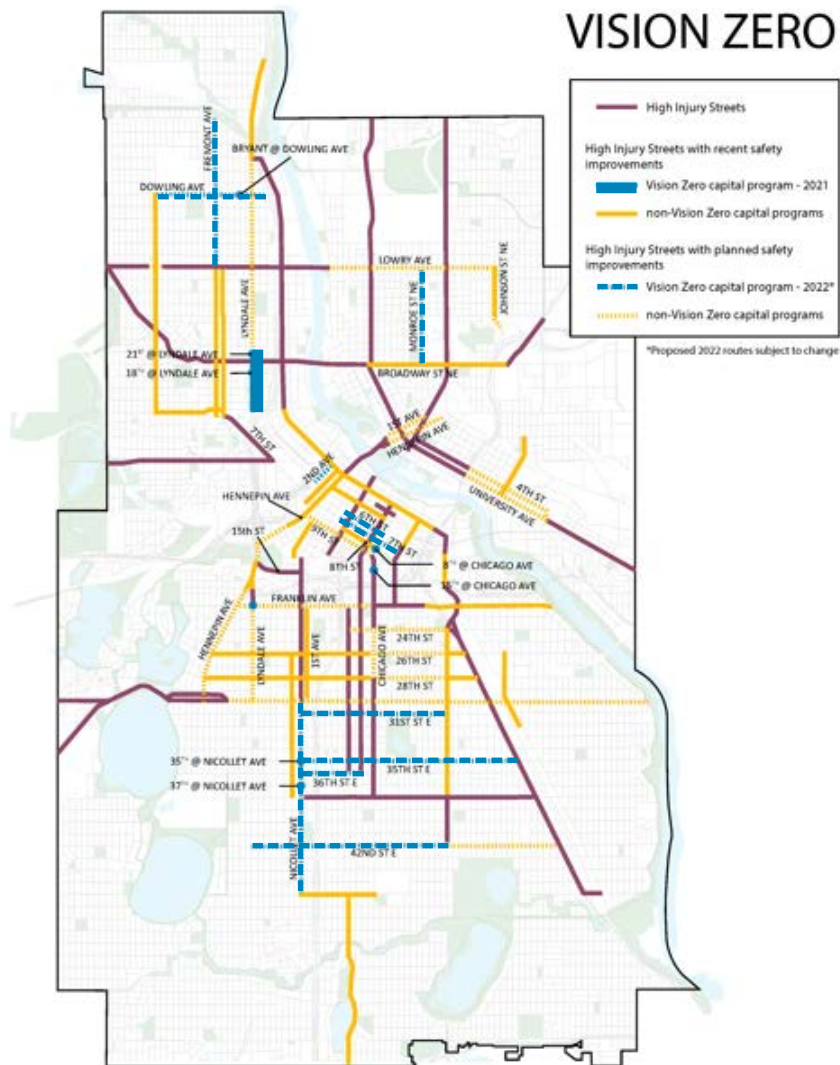 VISION ZERO
High Injury Streets
High Injury Streets with recent safety
improvements
Vision Zero capital program - 2021
non-Vision Zero capital programs
High Injury Streets with planned safety
improvements
Vision Zero capital program - 2022*
non-Vision Zero capital programs
*Proposed 2022 routes subject to change
FREMONT AVE
BRYANT @ DOWLING AVE
DOWLING AVE
LOWRY AVE
JOHNSON ST NE
MONROE ST NE
LYNDALE AVE
21ST @ LYNDALE AVE
18TH @ LYNDALE AVE
BROADWAY ST NE
7TH ST
1ST AVE
HENNEPIN AVE
2ND AVE
4TH ST
UNIVERSITY AVE
HENNEPIN AVE
6TH ST
9TH ST
7TH ST
15th ST
8TH ST
8TH @ CHICAGO AVE
@ CHICAGO AVE
FRANKLIN AVE
HENNEPIN AVE
LYNDALE AVE
1ST AVE
CHICAGO AVE
24TH ST
26TH ST
28TH ST
31ST ST E
35TH @ NICOLLET AVE
35TH ST E
36TH ST E
37TH @ NICOLLET AVE
NICOLLET AVE
42ND ST E